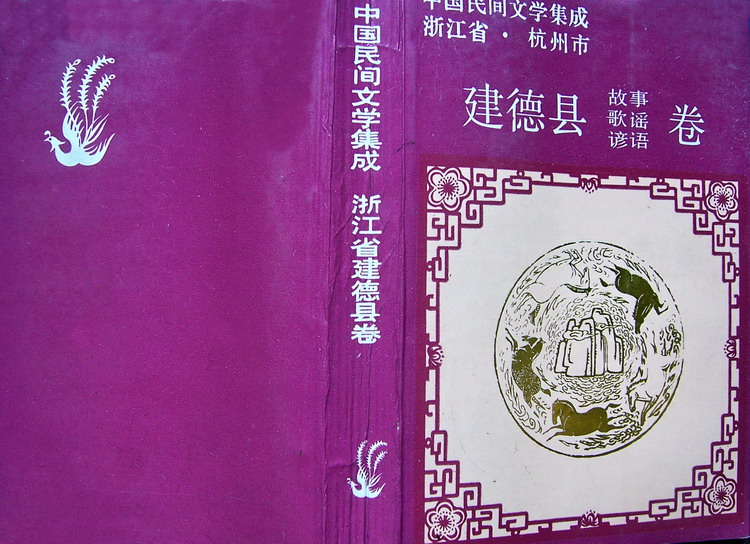 中国民间文学集成 浙江省建德县卷
中国民间文学集成
浙江省·杭州市
建德县 故事 歌谣 谚语 卷